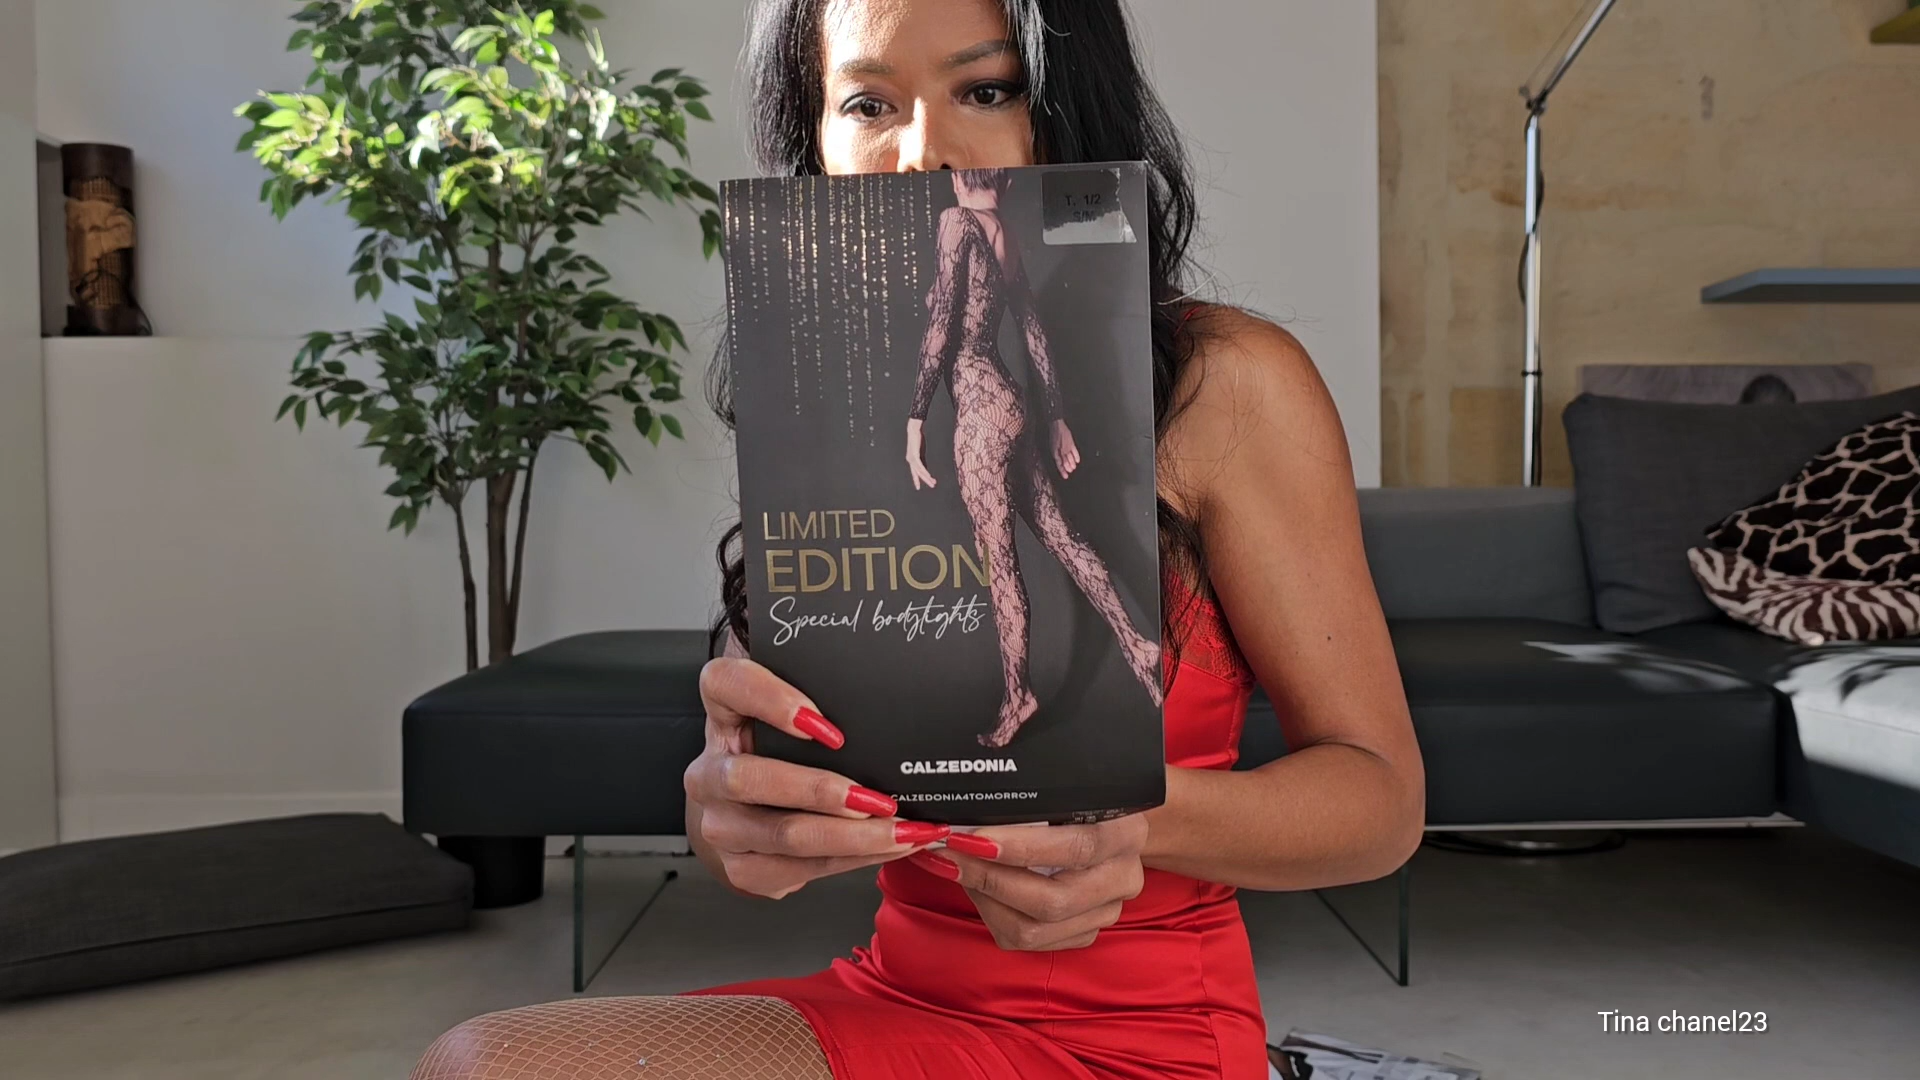 T. 1/2
S/M
LIMITED
EDITION
Special bodytights
CALZEDONIA
CALZEDONIA4TOMORROW
Tina chanel23